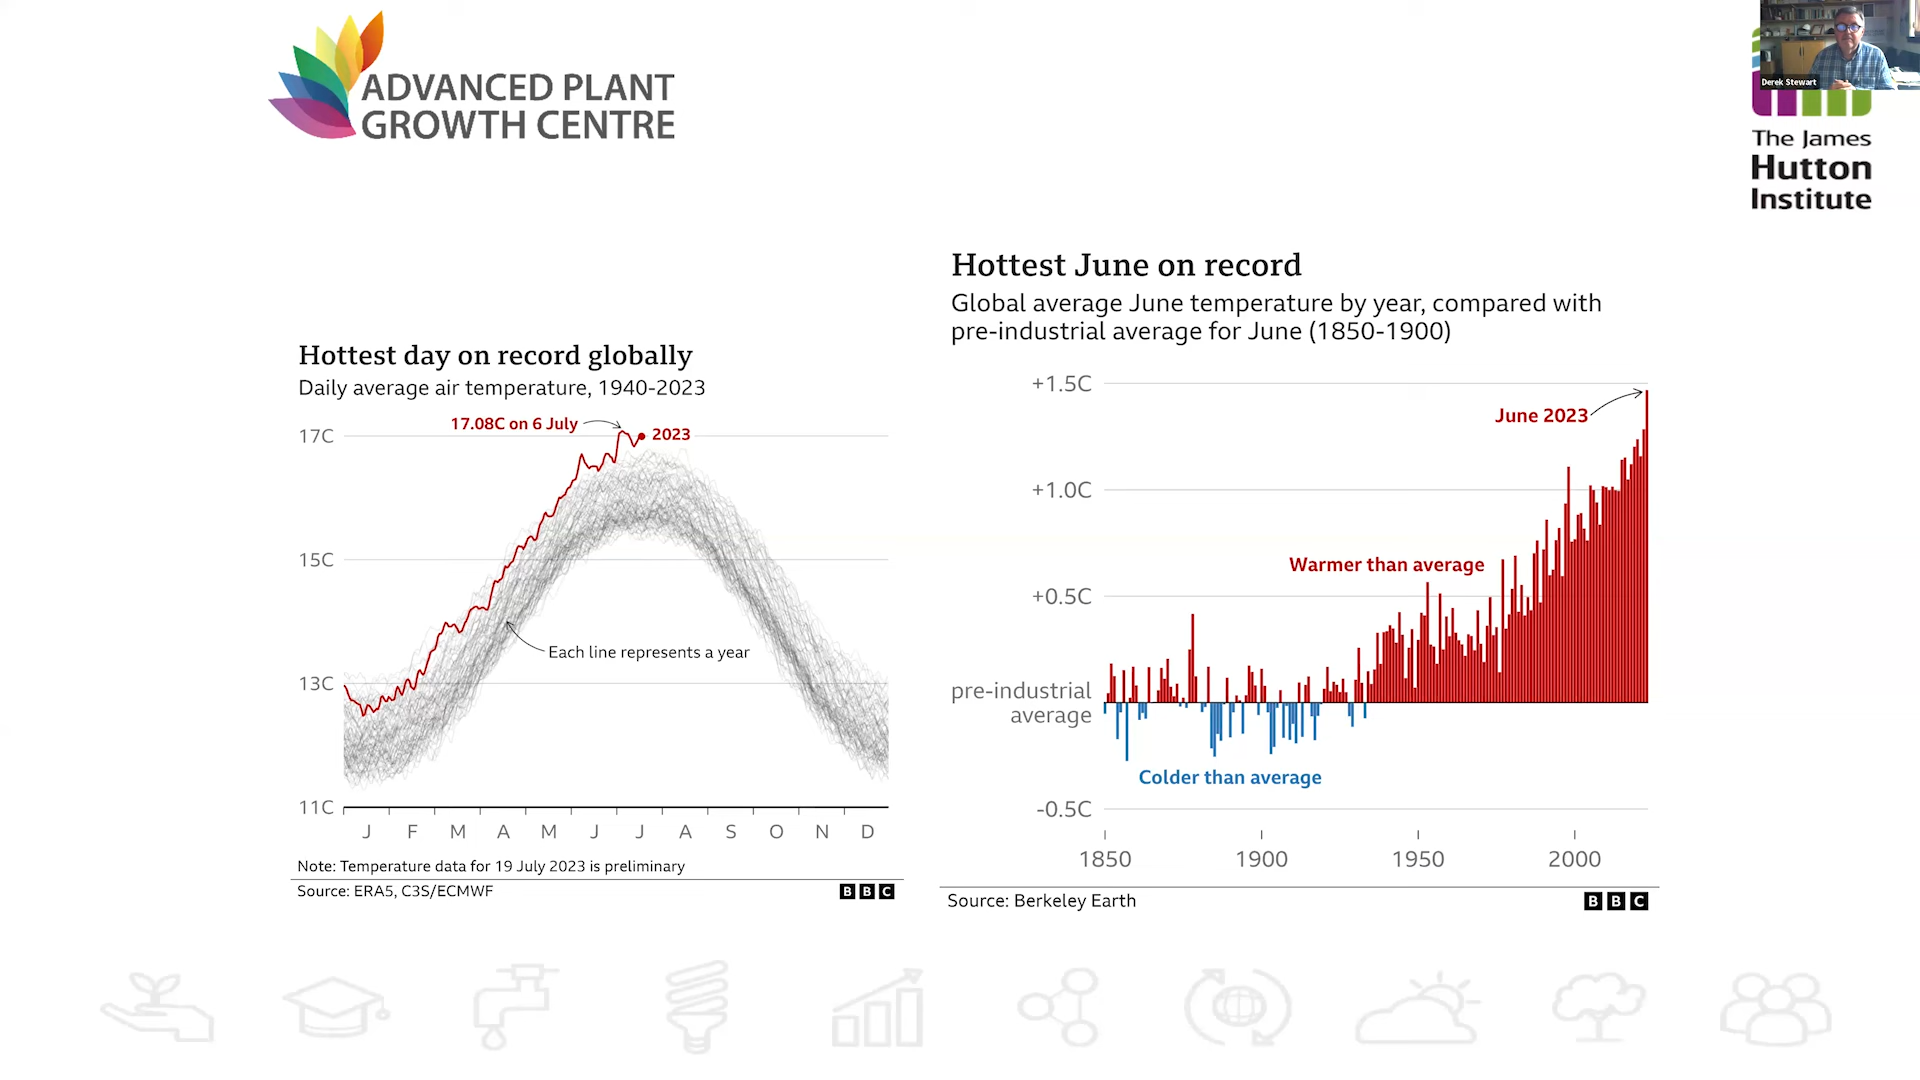 ADVANCED PLANT
GROWTH CENTRE
Derek Stewart
The James
Hutton
Institute
Hottest day on record globally
Daily average air temperature, 1940-2023
17.08C on 6 July
2023
17C
15C
13C
11C
Each line represents a year
J F M A M J J A S O N D
Note: Temperature data for 19 July 2023 is preliminary
Source: ERA5, C3S/ECMWF
BBC
Hottest June on record
Global average June temperature by year, compared with
pre-industrial average for June (1850-1900)
+1.5C
June 2023
+1.0C
Warmer than average
+0.5C
pre-industrial
average
Colder than average
-0.5C
1850 1900 1950 2000
Source: Berkeley Earth
BBC